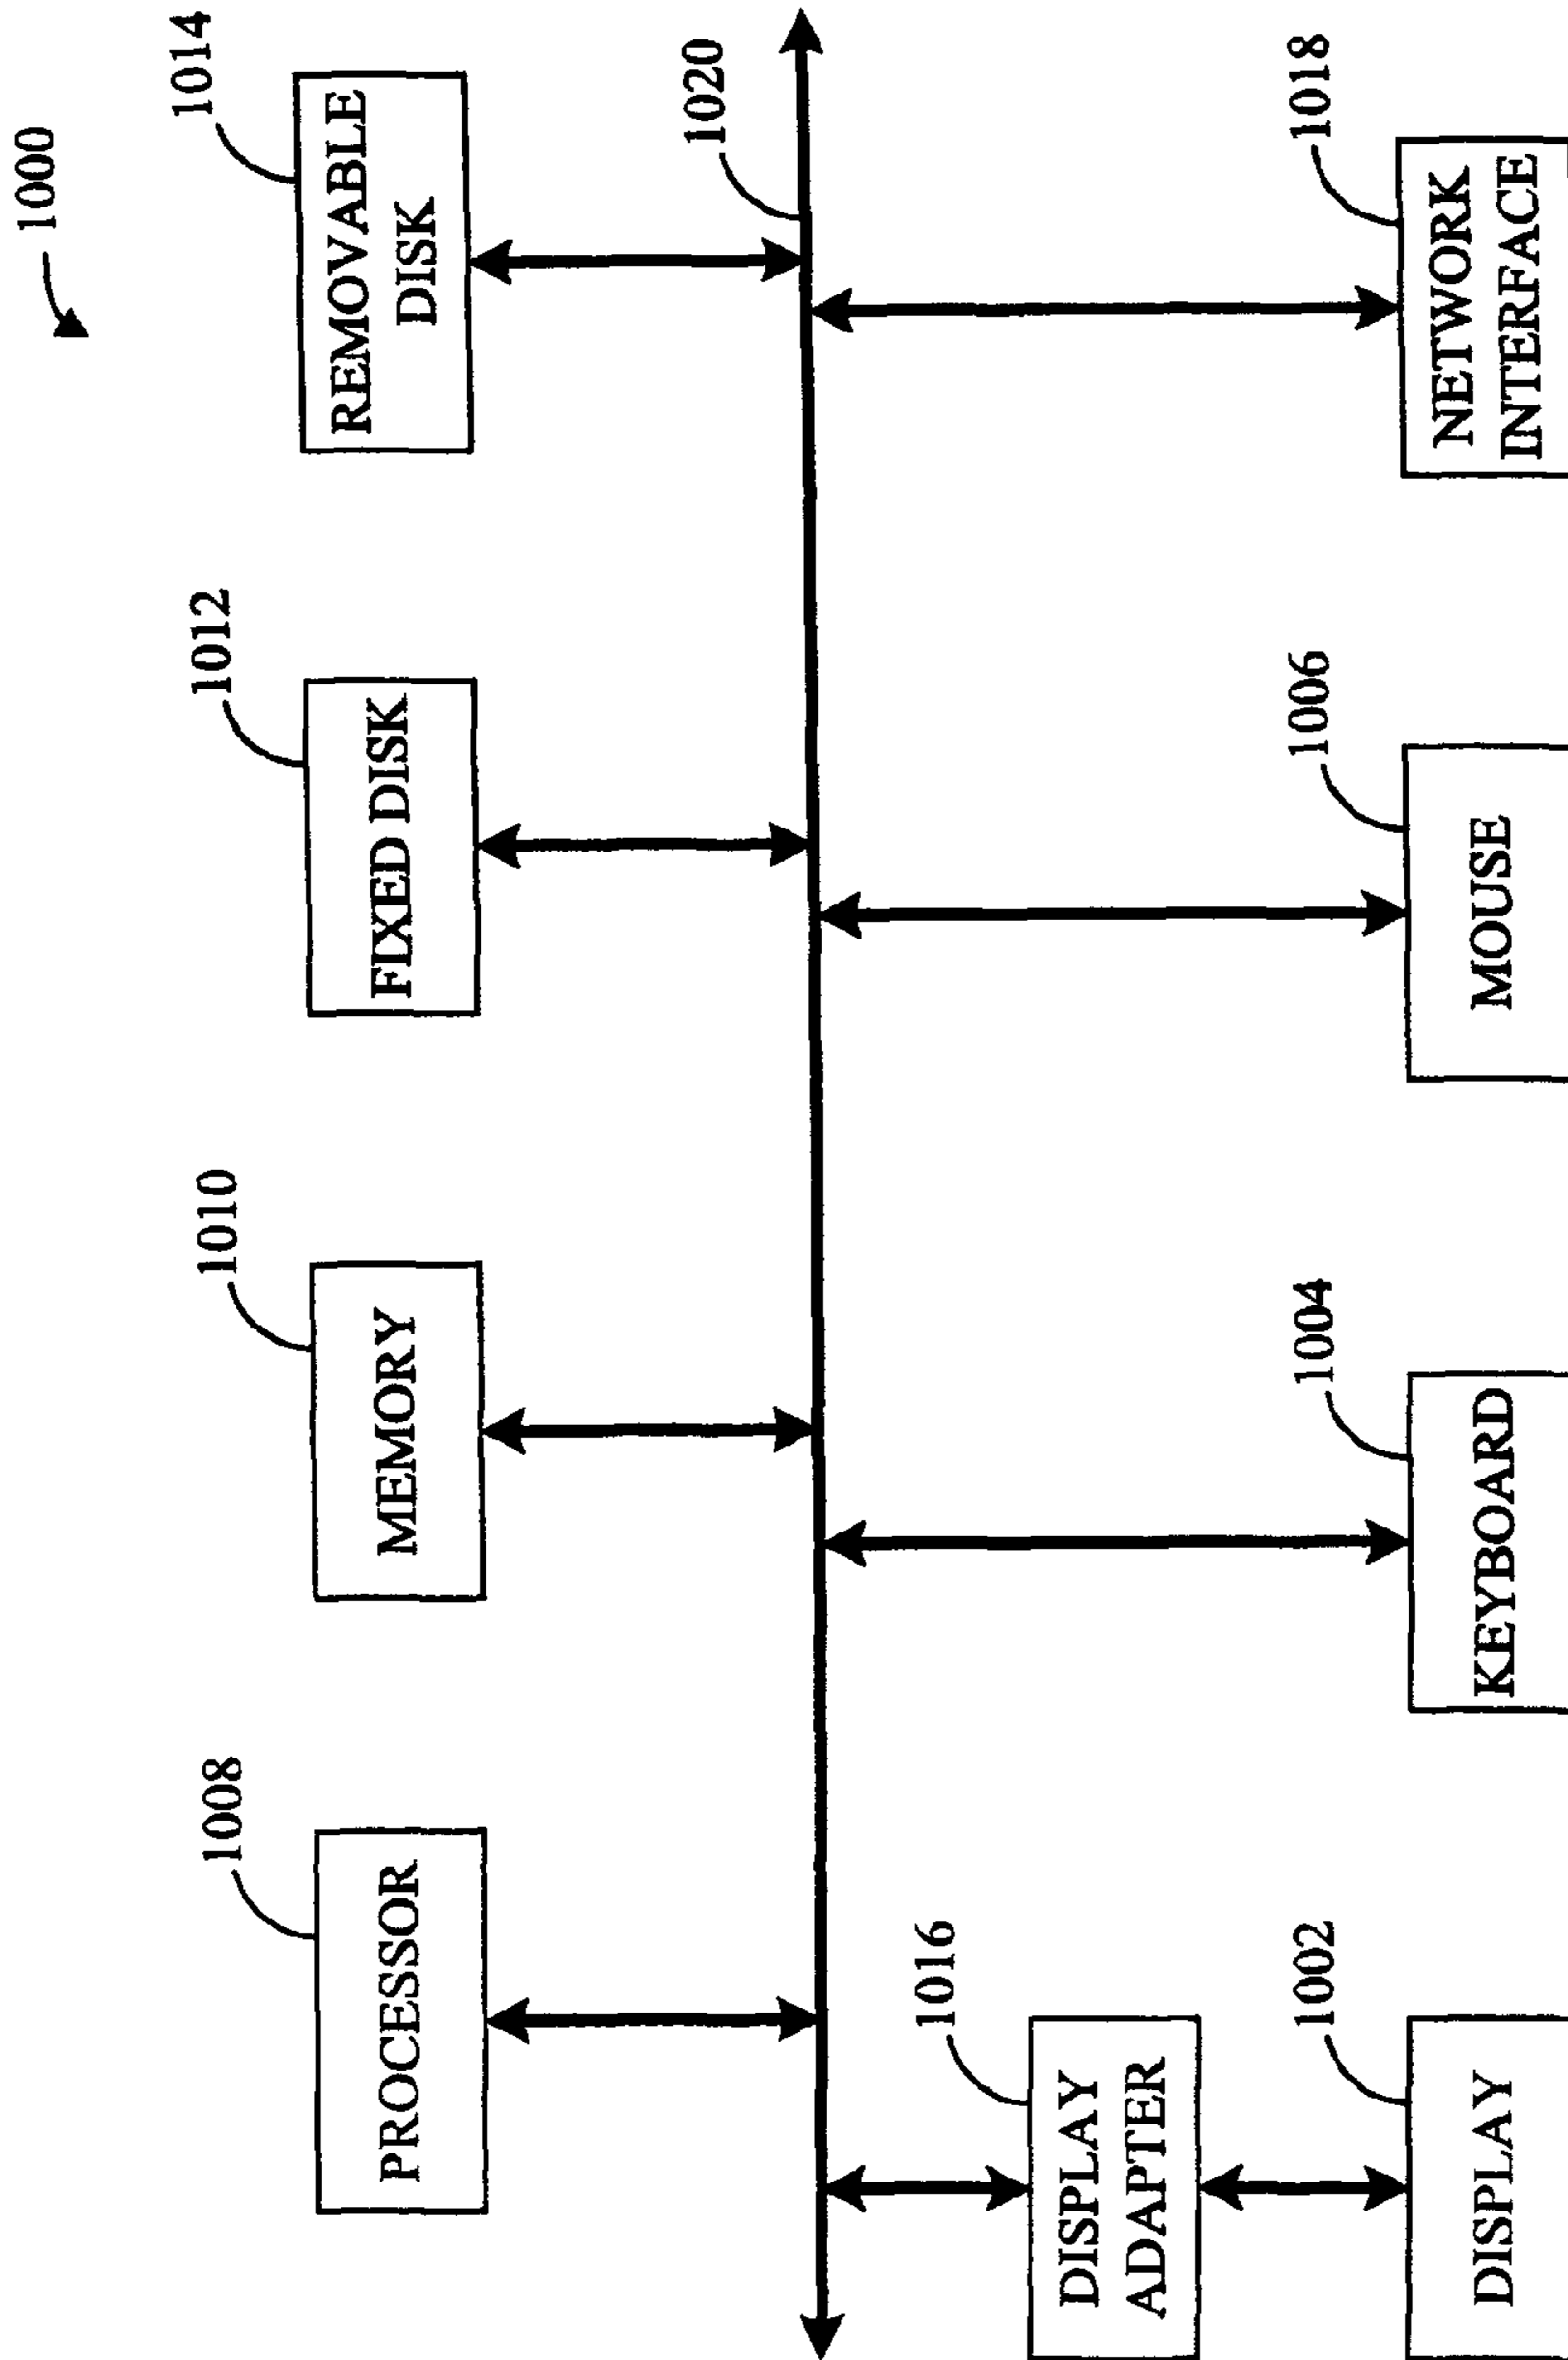 1000
1008
PROCESSOR
1010
MEMORY
1012
FIXED DISK
1014
REMOVABLE
DISK
1020
1016
DISPLAY
ADAPTER
1002
DISPLAY
1004
KEYBOARD
1006
MOUSE
1018
NETWORK
INTERFACE